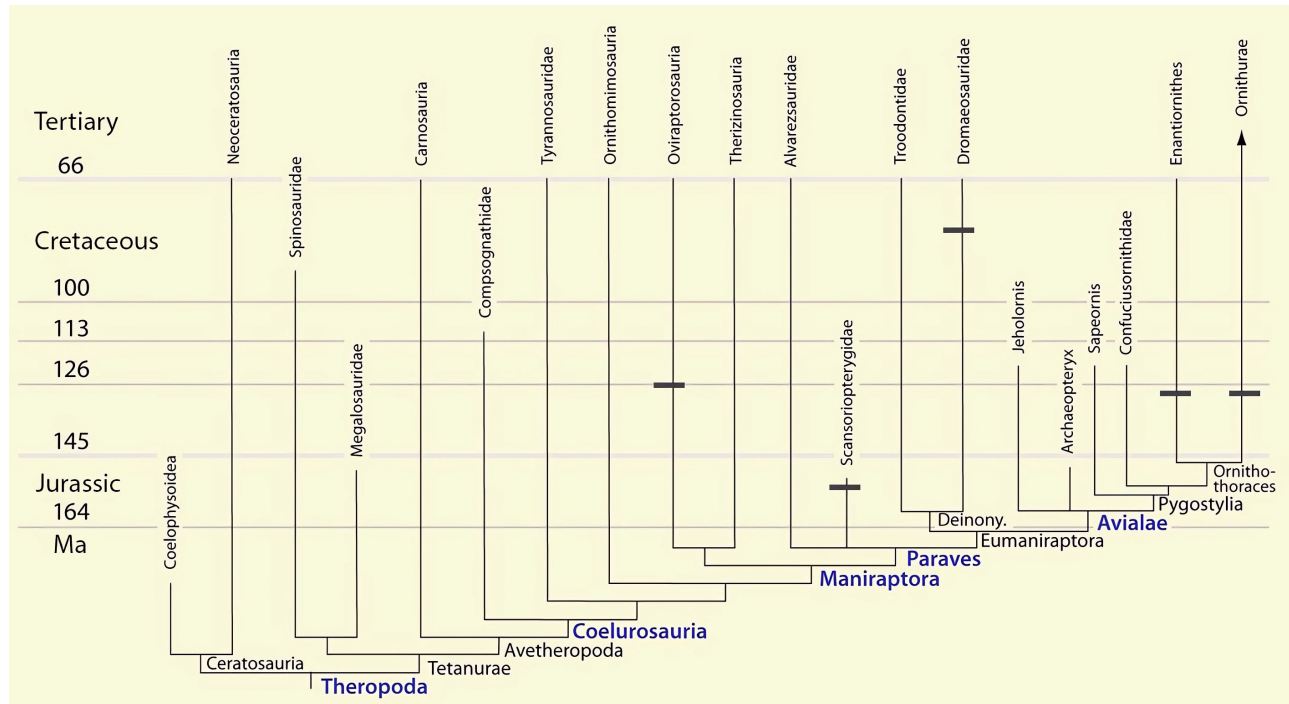 Tertiary
66
Cretaceous
100
113
126
145
Jurassic
164
Ma
Coelophysoidea
Neoceratosauria
Spinosauridae
Megalosauridae
Carnosauria
Compsognathidae
Tyrannosauridae
Ornithomimosauria
Oviraptorosauria
Therizinosauria
Alvarezsauridae
Scansoriopterygidae
Troodontidae
Dromaeosauridae
Jeholornis
Archaeopteryx
Sapeornis
Confuciusornithidae
Enantiornithes
Ornithurae
Ornitho-
thoraces
Pygostylia
Deinony.
Avialae
Eumaniraptora
Paraves
Maniraptora
Coelurosauria
Avetheropoda
Ceratosauria
Tetanurae
Theropoda